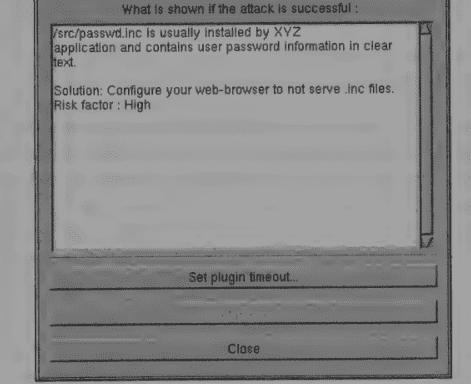 What is shown if the attack is successful :
/src/passwd.inc is usually installed by XYZ
application and contains user password information in clear
text.
Solution: Configure your web-browser to not serve .inc files.
Risk factor : High
Set plugin timeout...
Close